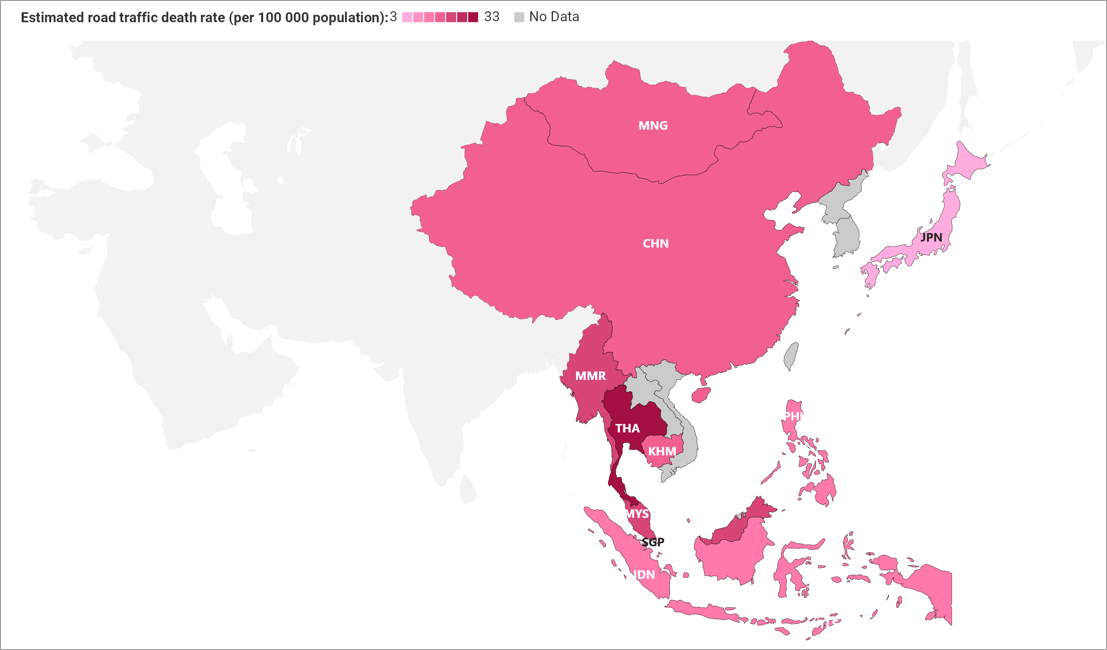 Estimated road traffic death rate (per 100 000 population): 3 33 No Data
MNG
CHN
JPN
MMR
PH
THA
KHM
MYS
SGP
IDN